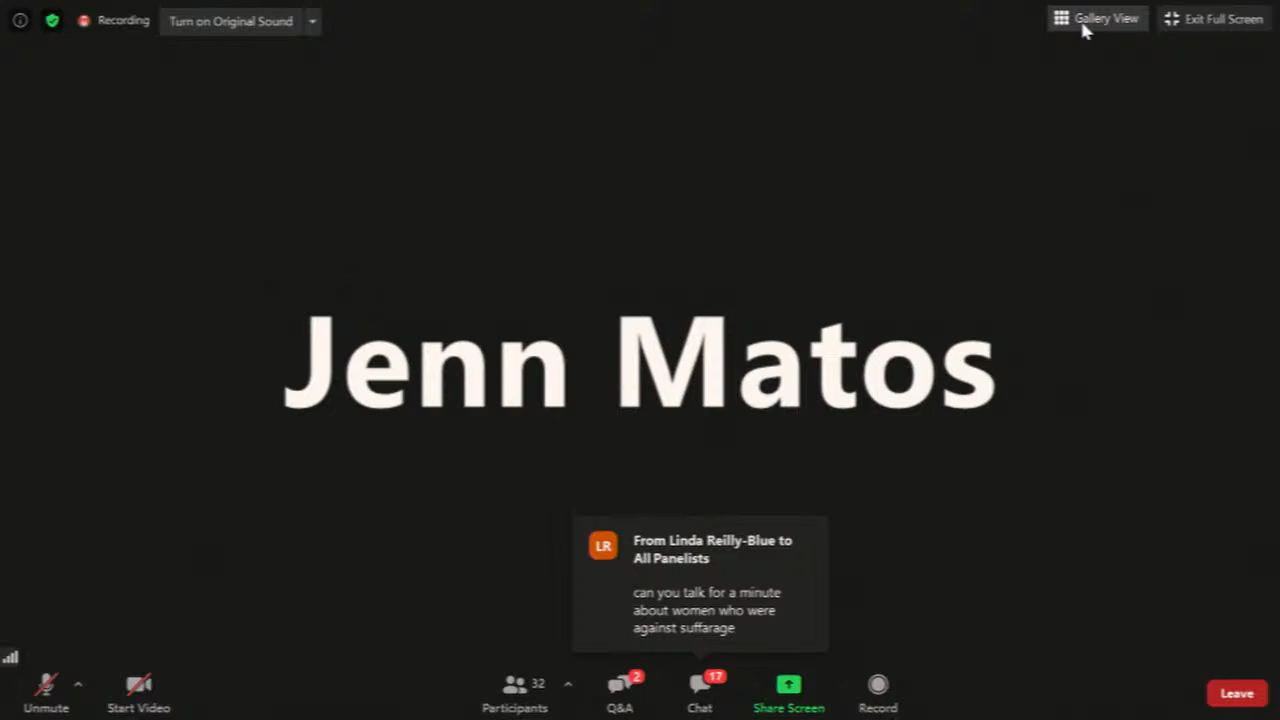 Recording
Turn on Original Sound
Gallery View
Exit Full Screen
Jenn Matos
LR
From Linda Reilly-Blue to
All Panelists
can you talk for a minute
about women who were
against suffarage
Unmute
Start Video
32
Participants
2
Q&A
17
Chat
Share Screen
Record
Leave